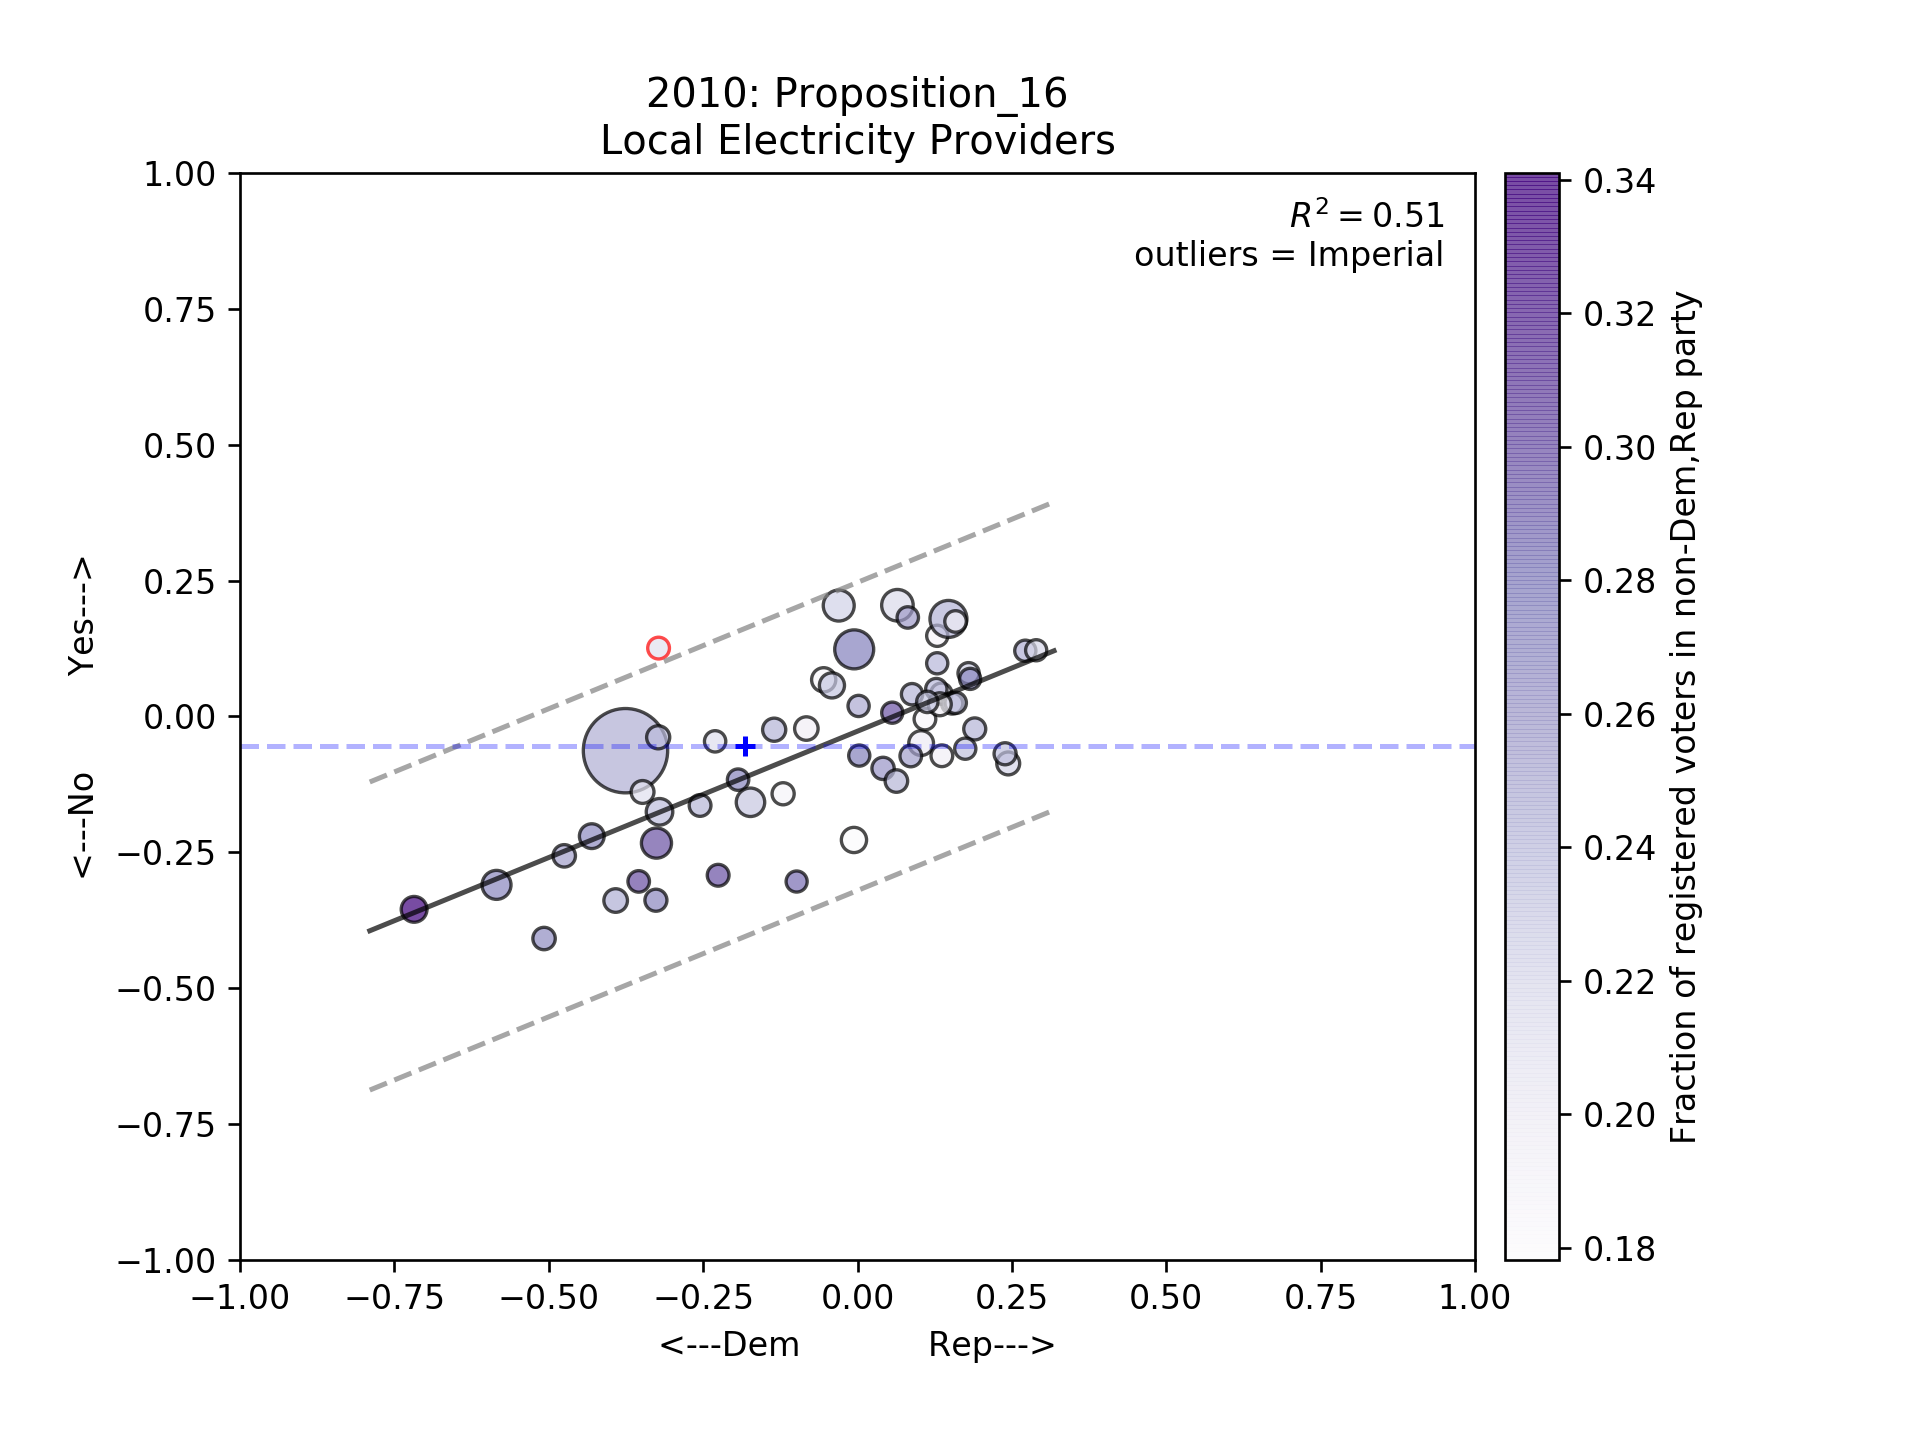 2010: Proposition_16
Local Electricity Providers
R² = 0.51
outliers = Imperial
1.00
0.75
0.50
0.25
0.00
−0.25
−0.50
−0.75
−1.00
<---No Yes---->
−1.00 −0.75 −0.50 −0.25 0.00 0.25 0.50 0.75 1.00
<---Dem Rep--->
0.34
0.32
0.30
0.28
0.26
0.24
0.22
0.20
0.18
Fraction of registered voters in non-Dem,Rep party